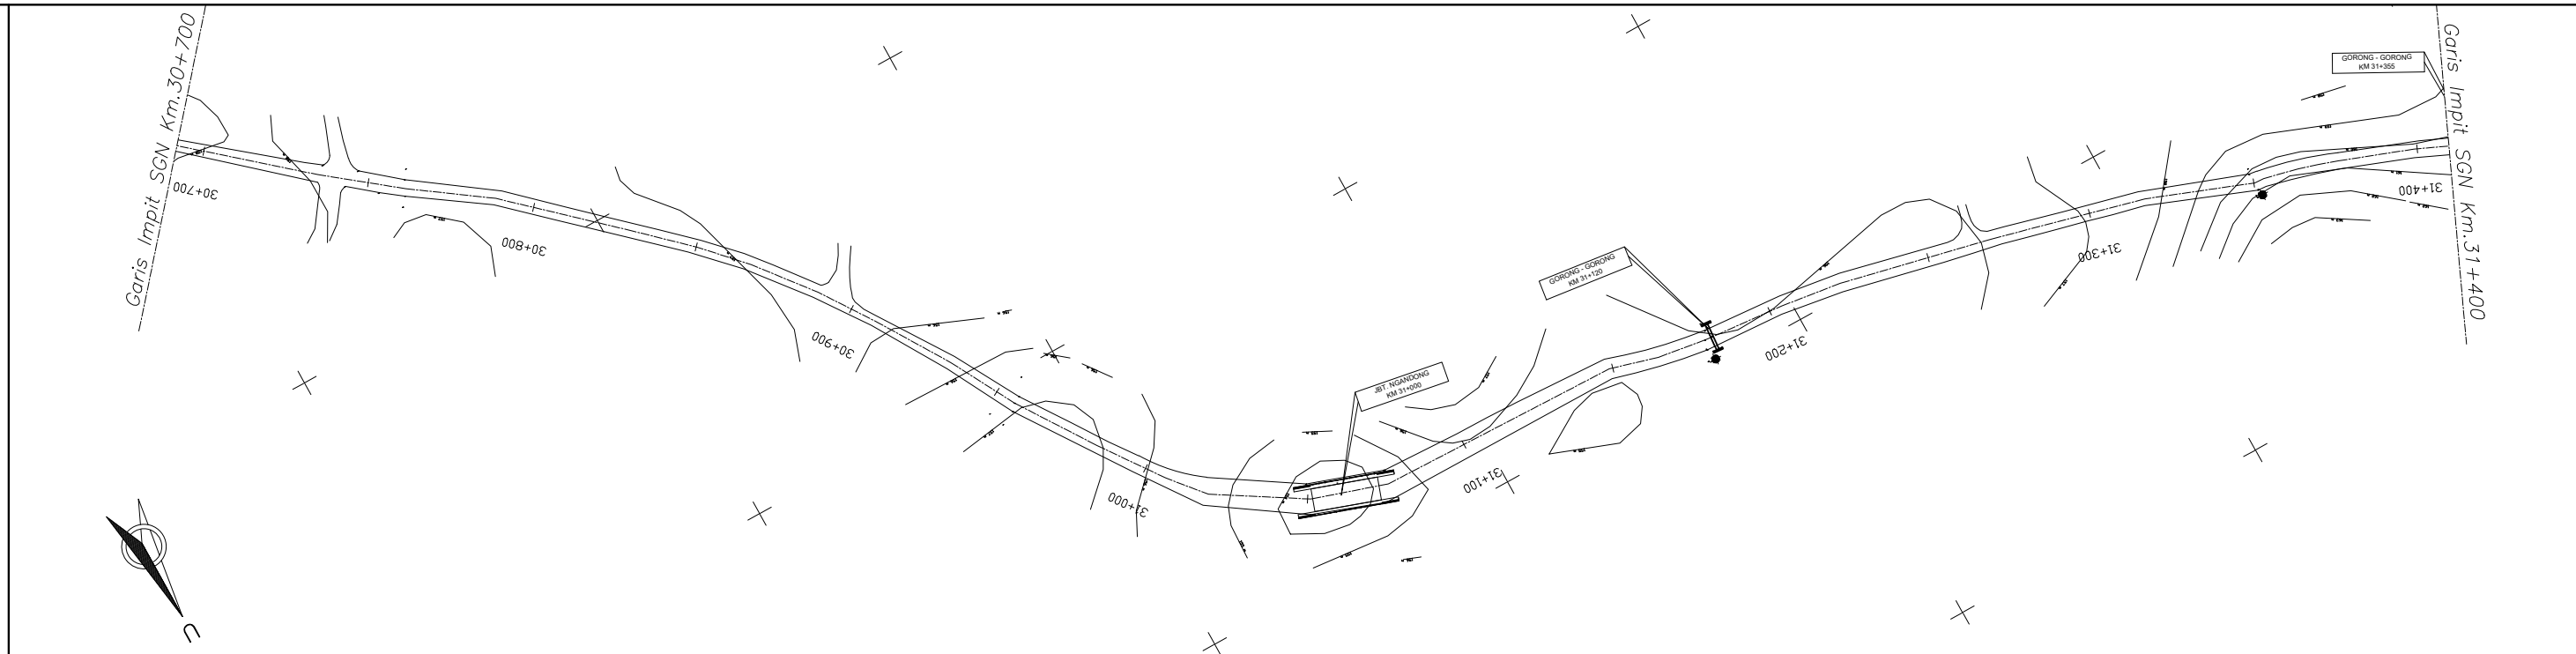 Garis Impit SGN Km.30+700
30+700
30+800
30+900
31+000
JBT. NGANDONG
KM 31+000
31+100
GORONG - GORONG
KM 31+120
31+200
31+300
GORONG - GORONG
KM 31+355
31+400
Garis Impit SGN Km.31+400
U